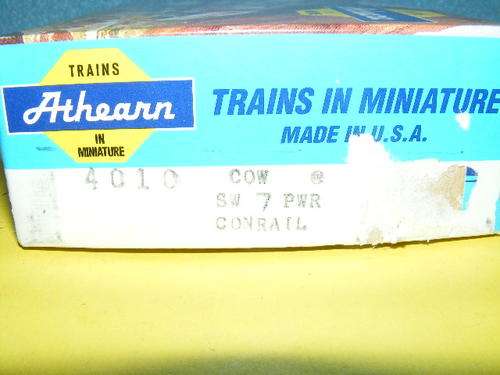 TRAINS
Athearn
IN
MINIATURE
TRAINS IN MINIATURE
MADE IN U.S.A.
4010 COW @
SW 7 PWR
CONRAIL